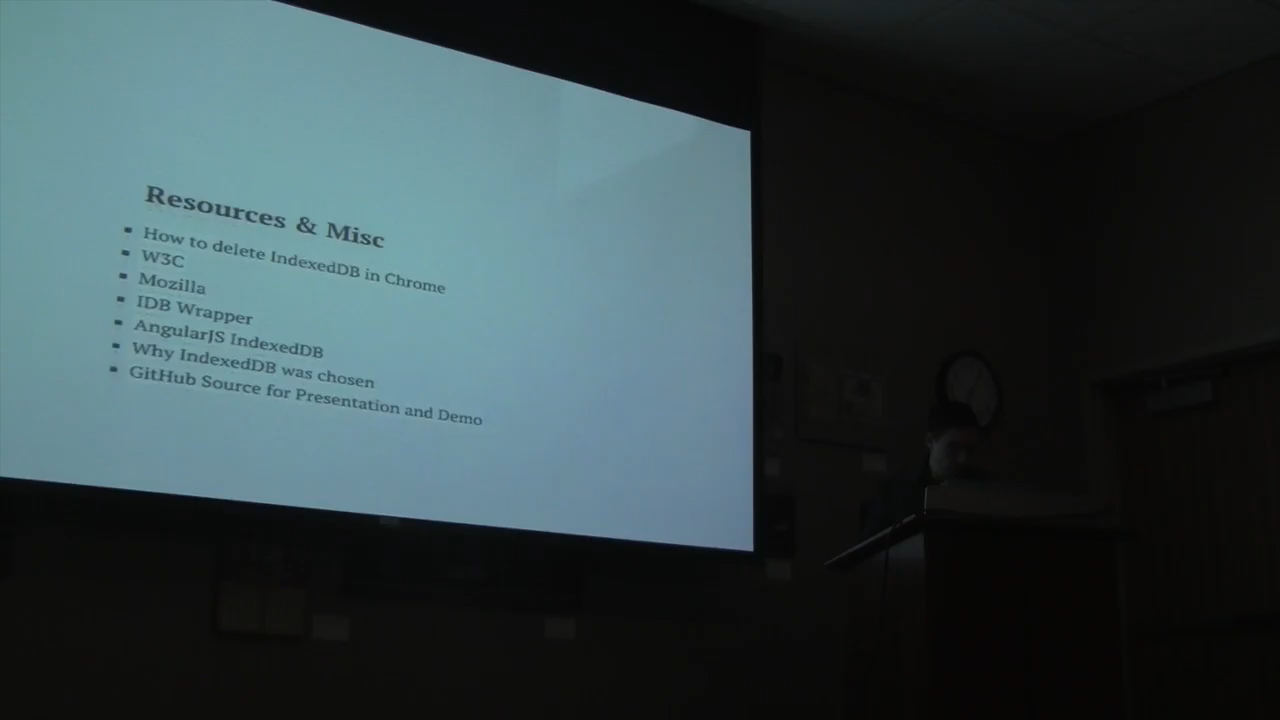 Resources & Misc
How to delete IndexedDB in Chrome
W3C
Mozilla
IDB Wrapper
AngularJS IndexedDB
Why IndexedDB was chosen
GitHub Source for Presentation and Demo